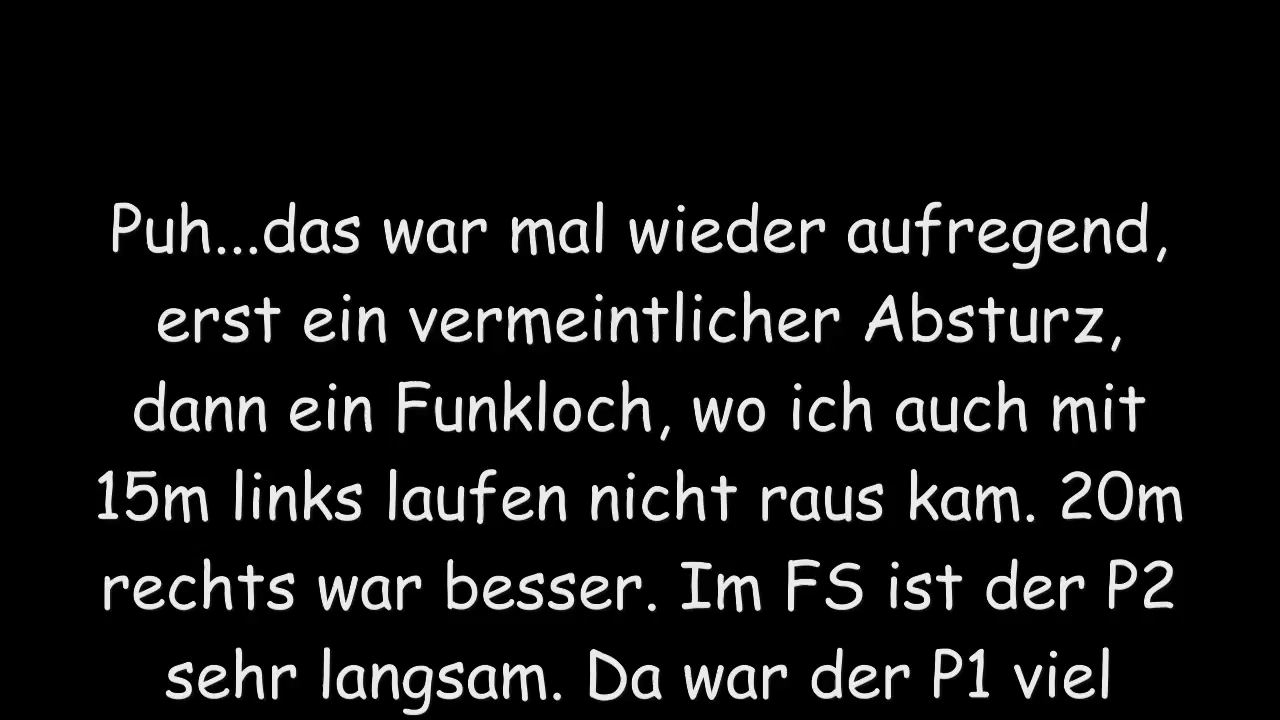 Puh...das war mal wieder aufregend,
erst ein vermeintlicher Absturz,
dann ein Funkloch, wo ich auch mit
15m links laufen nicht raus kam. 20m
rechts war besser. Im FS ist der P2
sehr langsam. Da war der P1 viel